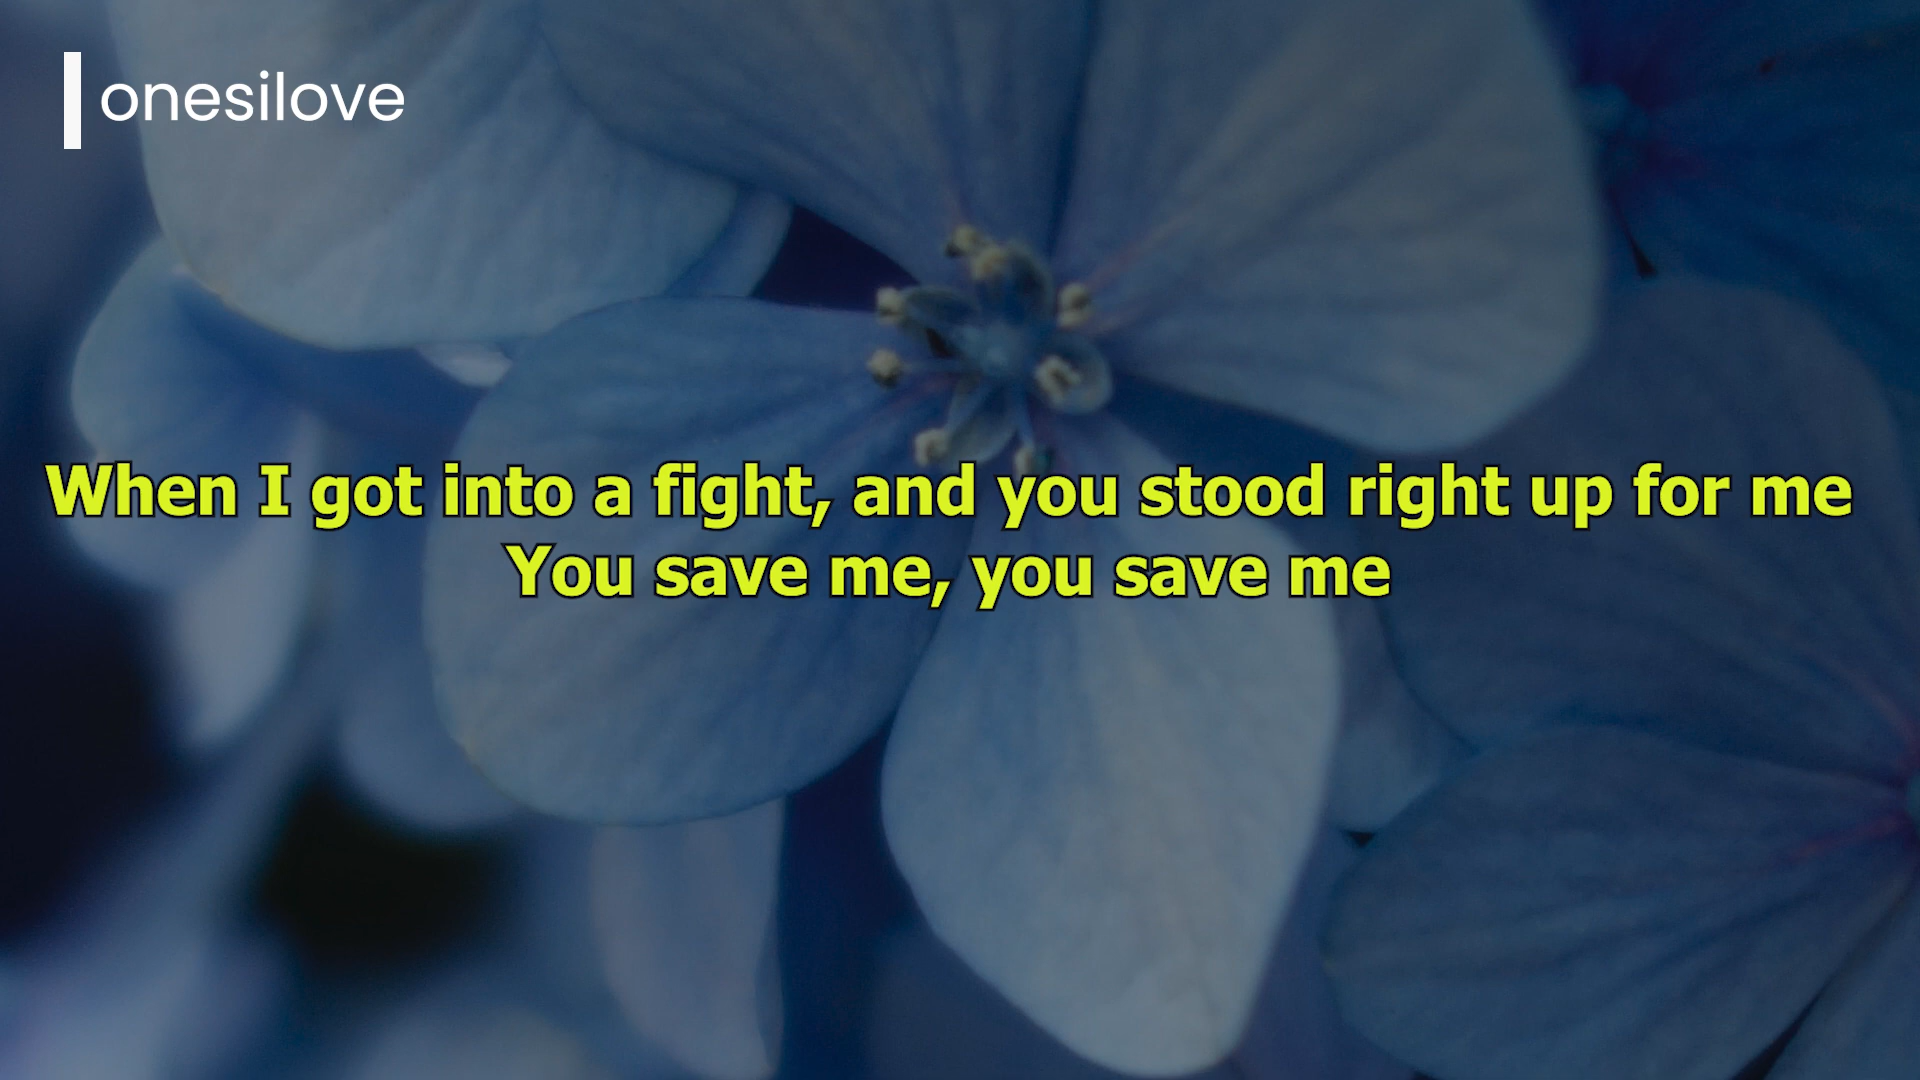 onesilove
When I got into a fight, and you stood right up for me
You save me, you save me